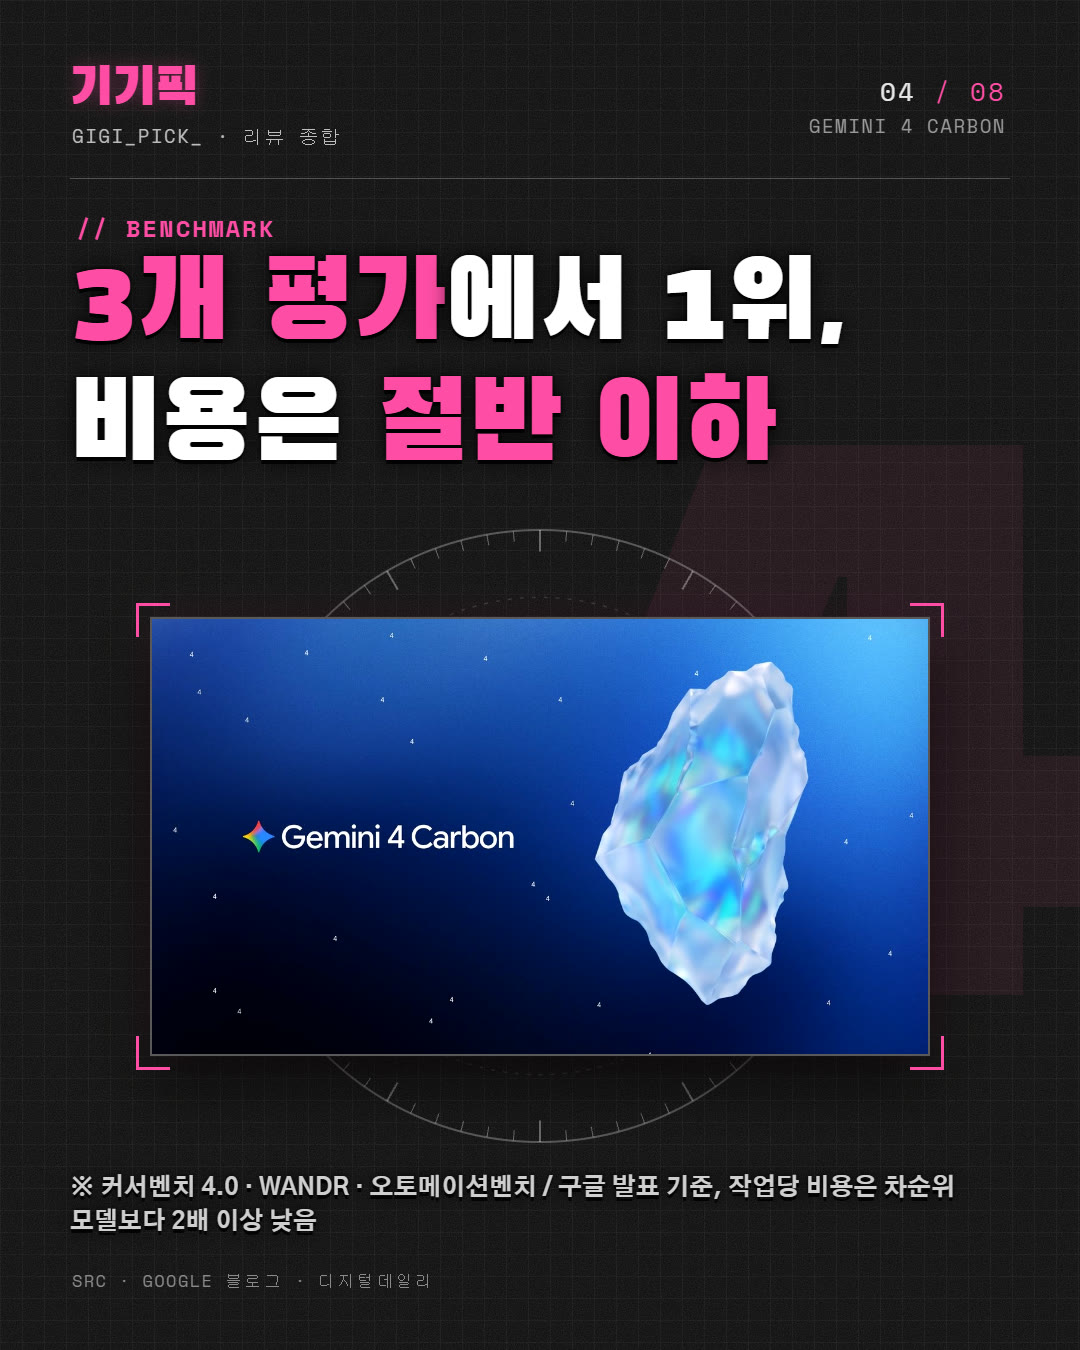 기기픽
GIGI_PICK_ · 리뷰 종합
04 / 08
GEMINI 4 CARBON
// BENCHMARK
3개 평가에서 1위,
비용은 절반 이하
Gemini 4 Carbon
※ 커서벤치 4.0 · WANDR · 오토메이션벤치 / 구글 발표 기준, 작업당 비용은 차순위
모델보다 2배 이상 낮음
SRC · GOOGLE 블로그 · 디지털데일리